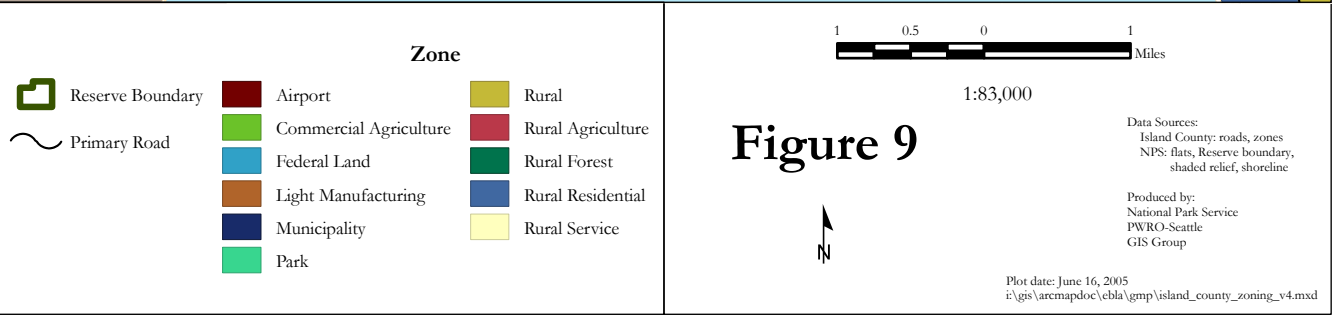 Zone
Reserve Boundary
Primary Road
Airport
Commercial Agriculture
Federal Land
Light Manufacturing
Municipality
Park
Rural
Rural Agriculture
Rural Forest
Rural Residential
Rural Service
1 0.5 0 1
Miles
1:83,000
Figure 9
N
Data Sources:
Island County: roads, zones
NPS: flats, Reserve boundary,
shaded relief, shoreline
Produced by:
National Park Service
PWRO-Seattle
GIS Group
Plot date: June 16, 2005
i:\gis\arcmapdoc\ebla\gmp\island_county_zoning_v4.mxd